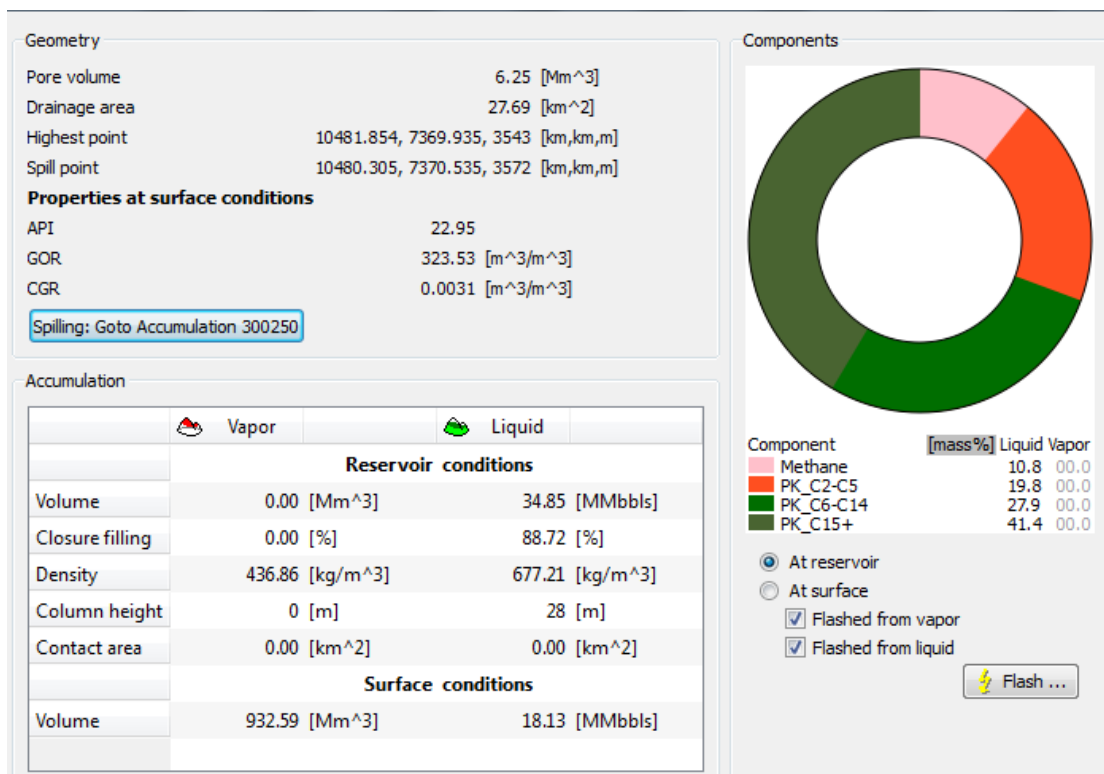 Geometry
Pore volume 6.25 [Mm^3]
Drainage area 27.69 [km^2]
Highest point 10481.854, 7369.935, 3543 [km,km,m]
Spill point 10480.305, 7370.535, 3572 [km,km,m]
Properties at surface conditions
API 22.95
GOR 323.53 [m^3/m^3]
CGR 0.0031 [m^3/m^3]
Spilling: Goto Accumulation 300250
Accumulation
Vapor Liquid
Reservoir conditions
Volume 0.00 [Mm^3] 34.85 [MMbbls]
Closure filling 0.00 [%] 88.72 [%]
Density 436.86 [kg/m^3] 677.21 [kg/m^3]
Column height 0 [m] 28 [m]
Contact area 0.00 [km^2] 0.00 [km^2]
Surface conditions
Volume 932.59 [Mm^3] 18.13 [MMbbls]
Components
Component [mass%] Liquid Vapor
Methane 10.8 00.0
PK_C2-C5 19.8 00.0
PK_C6-C14 27.9 00.0
PK_C15+ 41.4 00.0
At reservoir
At surface
Flashed from vapor
Flashed from liquid
Flash ...